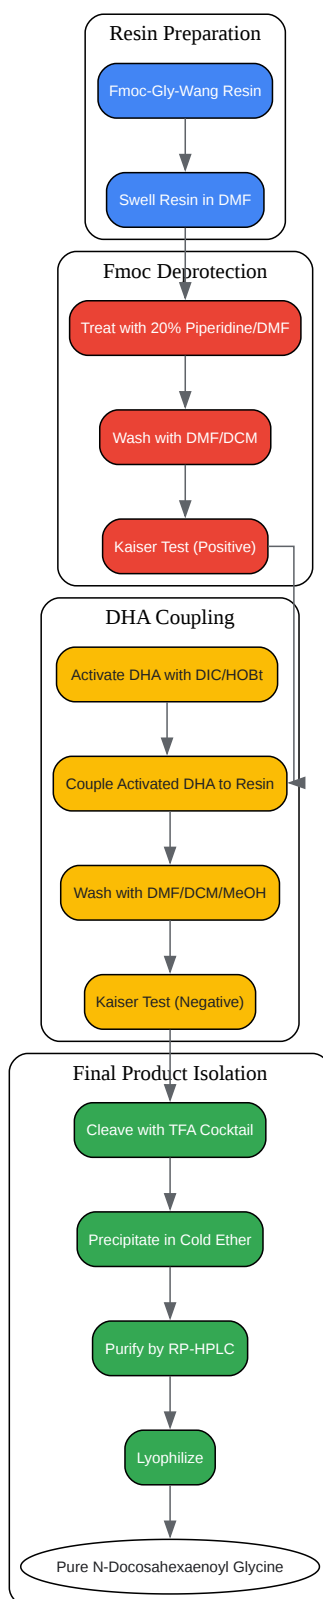 Resin Preparation
Fmoc-Gly-Wang Resin
Swell Resin in DMF
Fmoc Deprotection
Treat with 20% Piperidine/DMF
Wash with DMF/DCM
Kaiser Test (Positive)
DHA Coupling
Activate DHA with DIC/HOBt
Couple Activated DHA to Resin
Wash with DMF/DCM/MeOH
Kaiser Test (Negative)
Final Product Isolation
Cleave with TFA Cocktail
Precipitate in Cold Ether
Purify by RP-HPLC
Lyophilize
Pure N-Docosahexaenoyl Glycine